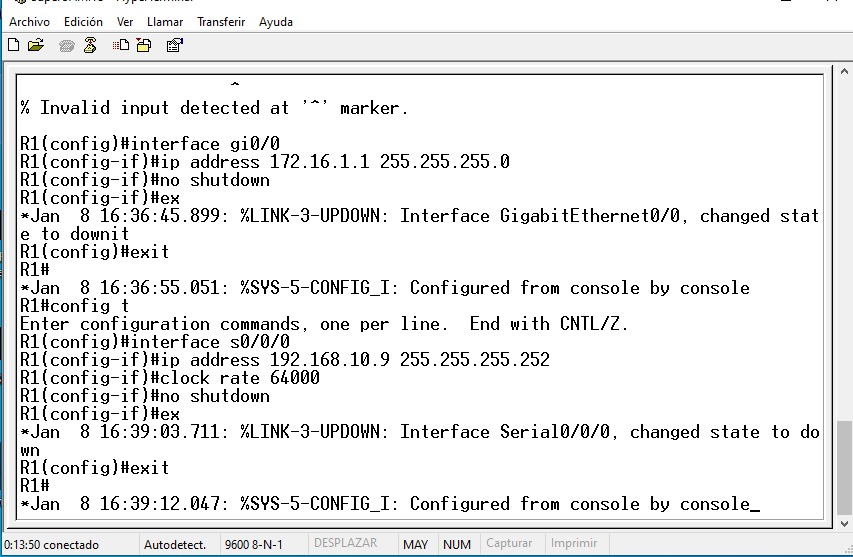 Archivo Edición Ver Llamar Transferir Ayuda
^
% Invalid input detected at '^' marker.
R1(config)#interface gi0/0
R1(config-if)#ip address 172.16.1.1 255.255.255.0
R1(config-if)#no shutdown
R1(config-if)#ex
*Jan  8 16:36:45.899: %LINK-3-UPDOWN: Interface GigabitEthernet0/0, changed stat
e to downit
R1(config)#exit
R1#
*Jan  8 16:36:55.051: %SYS-5-CONFIG_I: Configured from console by console
R1#config t
Enter configuration commands, one per line.  End with CNTL/Z.
R1(config)#interface s0/0/0
R1(config-if)#ip address 192.168.10.9 255.255.255.252
R1(config-if)#clock rate 64000
R1(config-if)#no shutdown
R1(config-if)#ex
*Jan  8 16:39:03.711: %LINK-3-UPDOWN: Interface Serial0/0/0, changed state to do
wn
R1(config)#exit
R1#
*Jan  8 16:39:12.047: %SYS-5-CONFIG_I: Configured from console by console_
0:13:50 conectado Autodetect. 9600 8-N-1 DESPLAZAR MAY NUM Capturar Imprimir